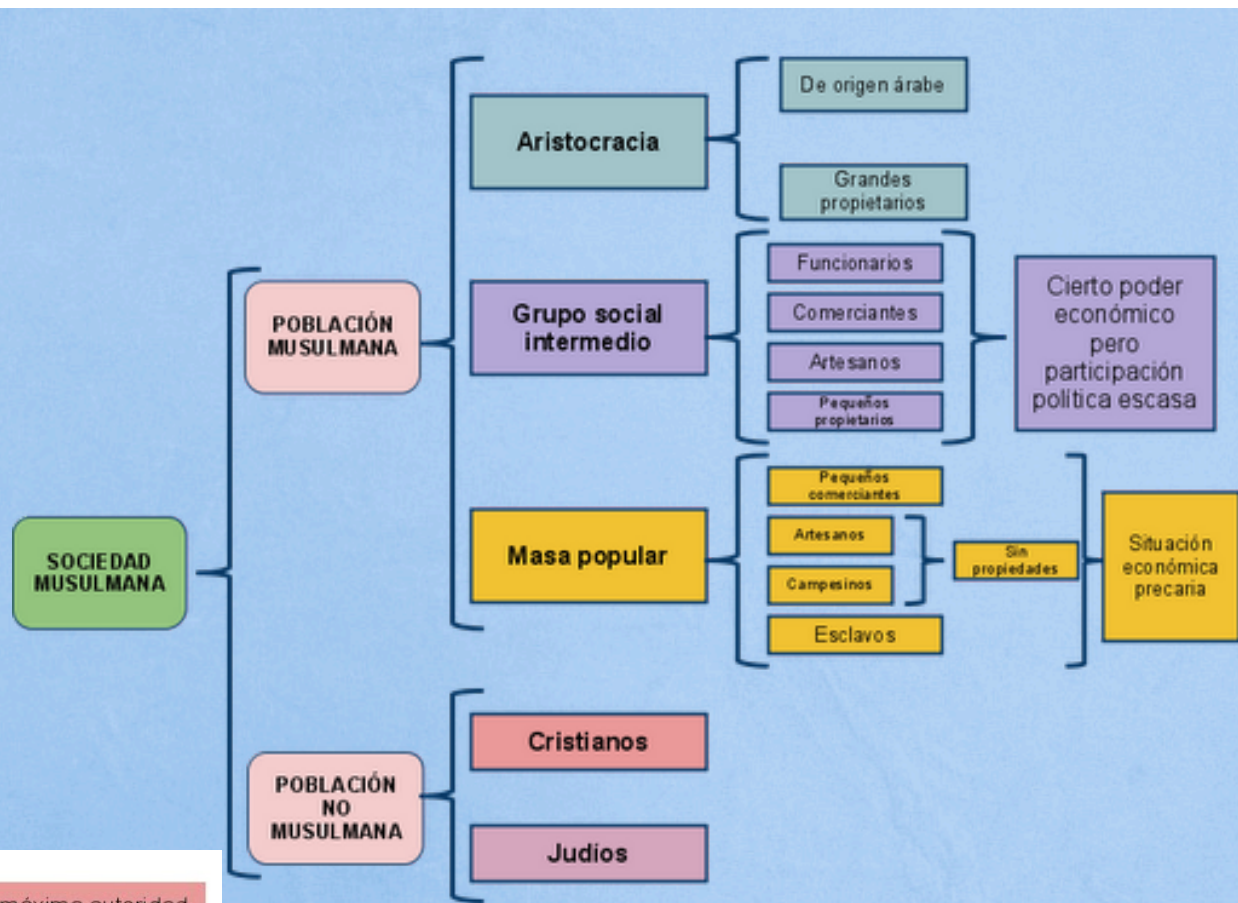 SOCIEDAD
MUSULMANA
POBLACIÓN
MUSULMANA
Aristocracia
De origen árabe
Grandes
propietarios
Grupo social
intermedio
Funcionarios
Comerciantes
Artesanos
Pequeños
propietarios
Cierto poder
económico
pero
participación
política escasa
Masa popular
Pequeños
comerciantes
Artesanos
Campesinos
Sin
propiedades
Esclavos
Situación
económica
precaria
POBLACIÓN
NO
MUSULMANA
Cristianos
Judíos
máxima autoridad